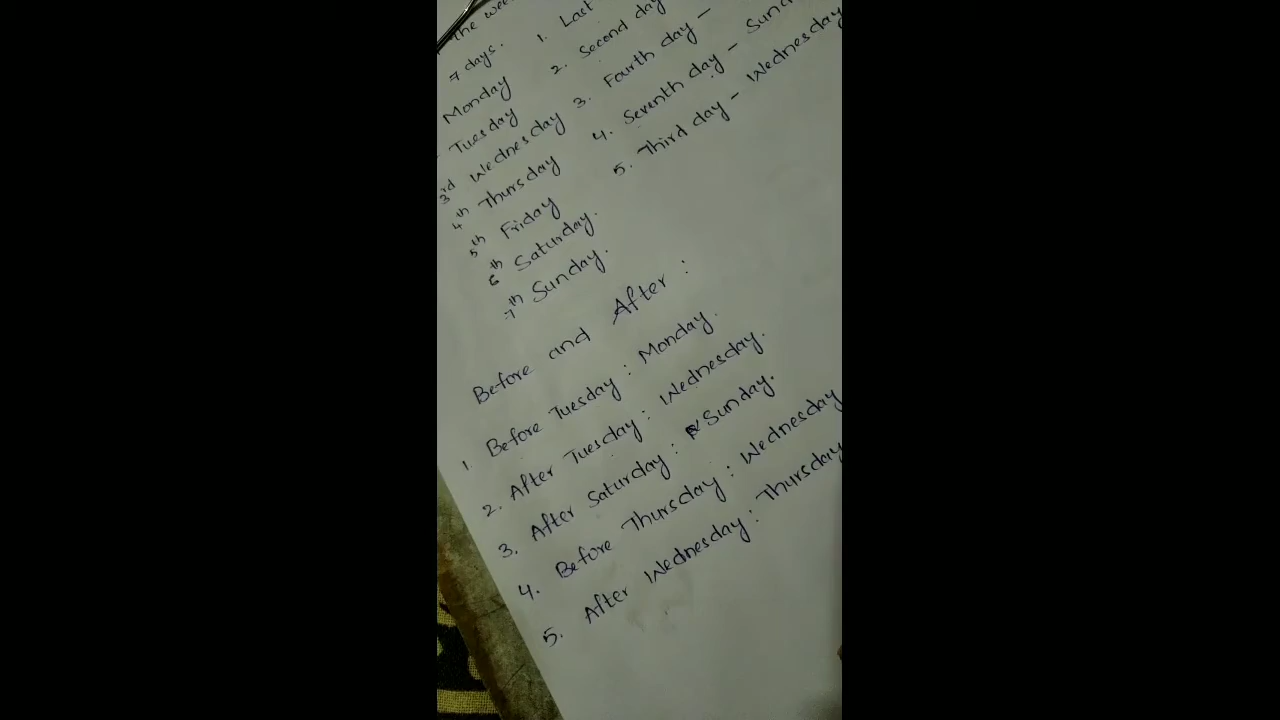 The week
7 days.
Monday
Tuesday
3rd Wednesday
4th Thursday
5th Friday
6th Saturday.
7th Sunday.
1. Last
2. Second day
3. Fourth day -
4. Seventh day - Sun
5. Third day - Wednesday
Before and After :
1. Before Tuesday : Monday.
2. After Tuesday : Wednesday.
3. After Saturday : Sunday.
4. Before Thursday : Wednesday
5. After Wednesday : Thursday